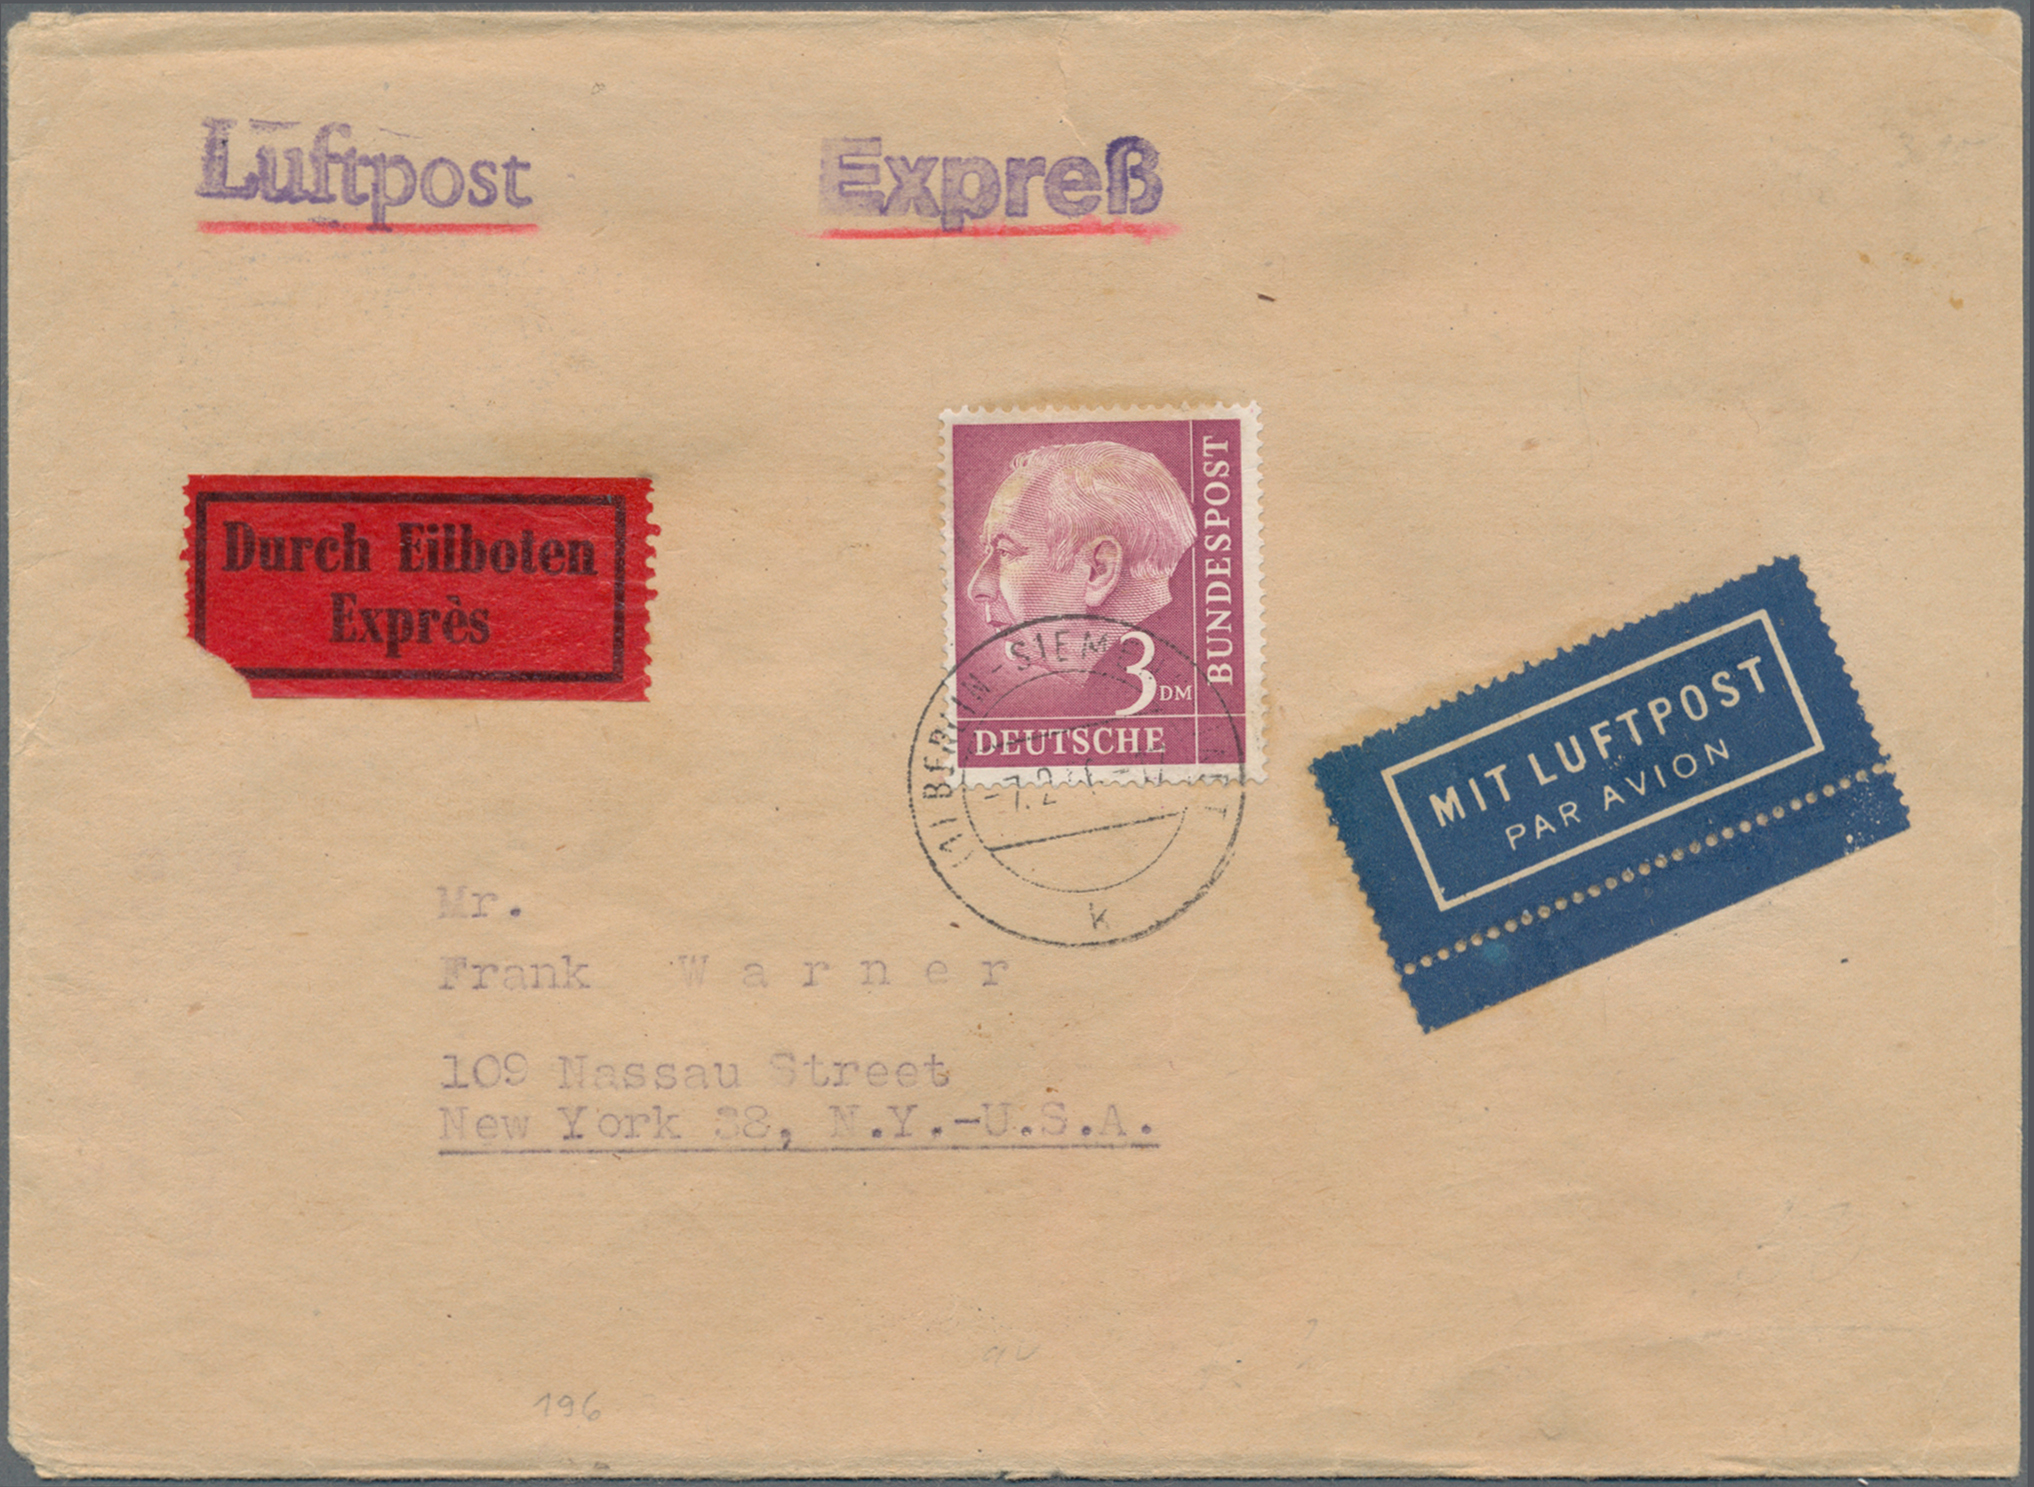 Luftpost
Expreß
Durch Eilboten
Exprès
BUNDESPOST
3 DM
DEUTSCHE
k
MIT LUFTPOST
PAR AVION
Mr.
Frank Warner
109 Nassau Street
New York 38, N.Y.-U.S.A.
196